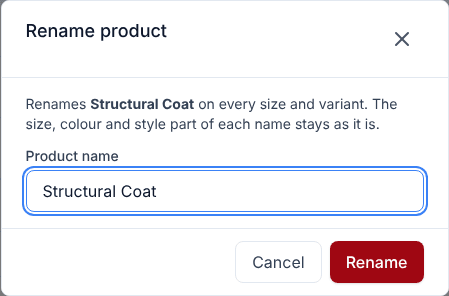 Rename product
Renames Structural Coat on every size and variant. The
size, colour and style part of each name stays as it is.
Product name
Structural Coat
Cancel
Rename